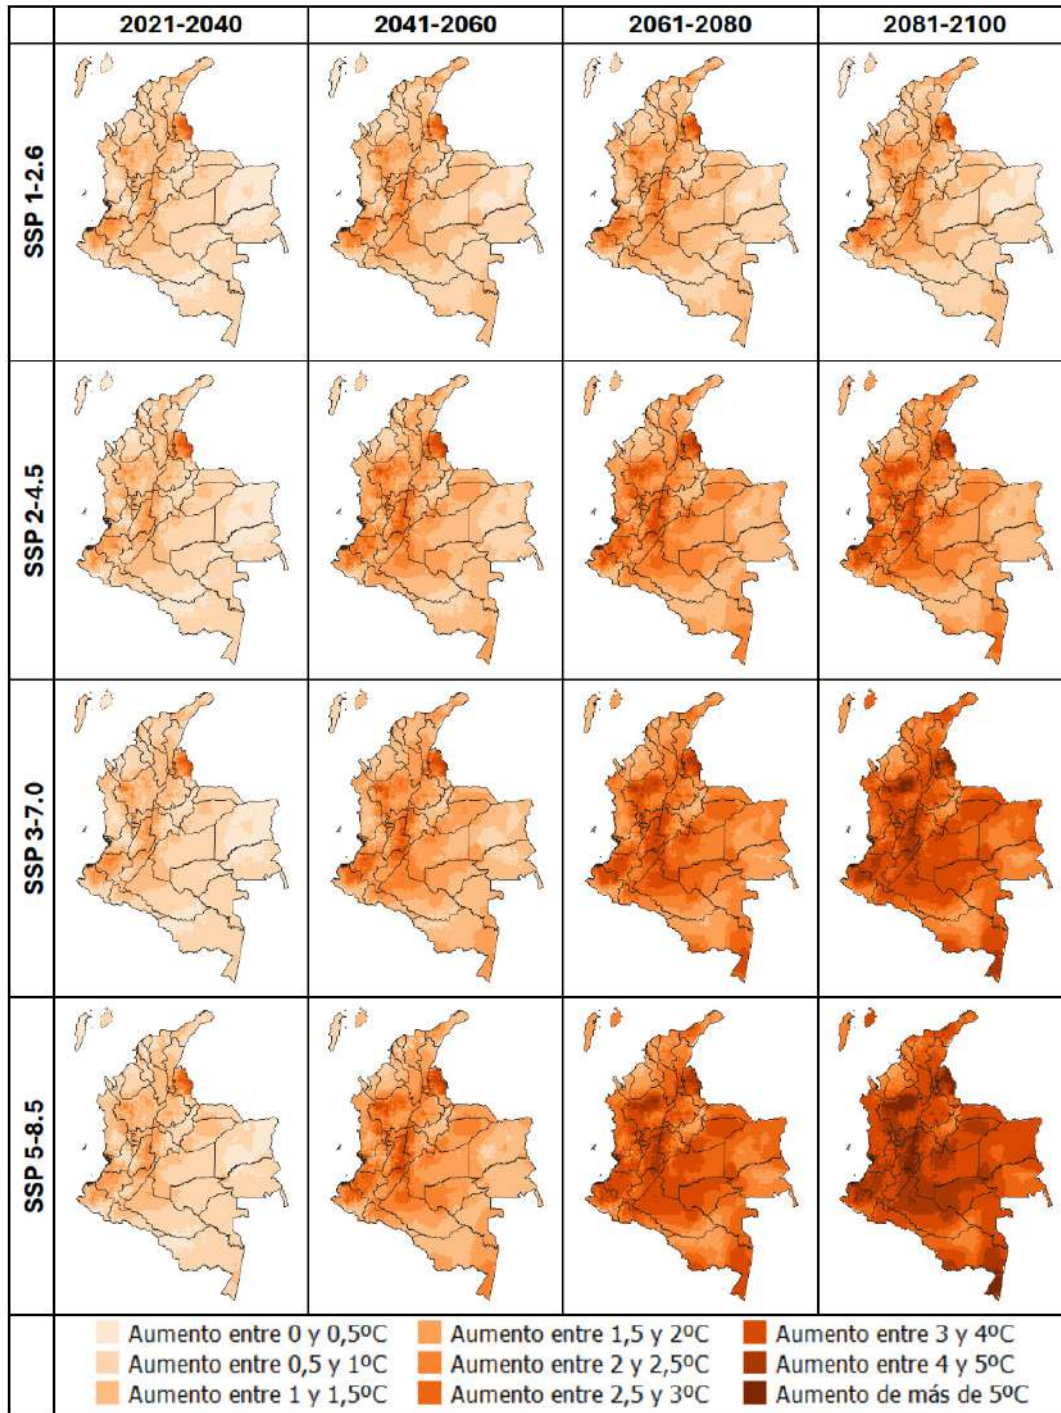 2021-2040 2041-2060 2061-2080 2081-2100
SSP 1-2.6
SSP 2-4.5
SSP 3-7.0
SSP 5-8.5
Aumento entre 0 y 0,5ºC Aumento entre 1,5 y 2ºC Aumento entre 3 y 4ºC
Aumento entre 0,5 y 1ºC Aumento entre 2 y 2,5ºC Aumento entre 4 y 5ºC
Aumento entre 1 y 1,5ºC Aumento entre 2,5 y 3ºC Aumento de más de 5ºC